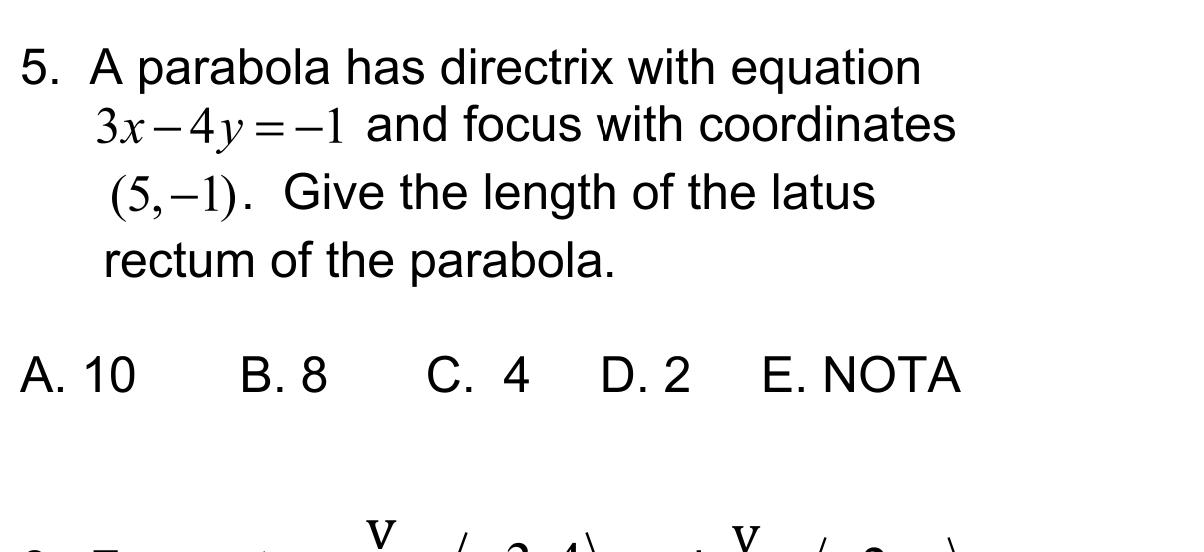 5. A parabola has directrix with equation
3x – 4y = –1 and focus with coordinates
(5, –1). Give the length of the latus
rectum of the parabola.
A. 10 B. 8 C. 4 D. 2 E. NOTA